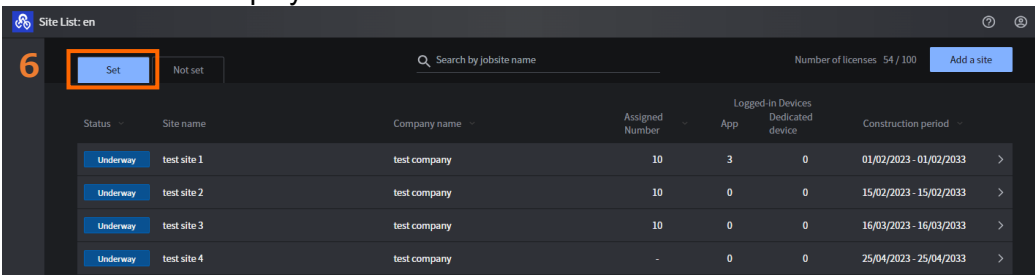 Site List: en
6
Set Not set Search by jobsite name Number of licenses 54 / 100 Add a site
Logged-in Devices
Status Site name Company name Assigned Number App Dedicated device Construction period
Underway test site 1 test company 10 3 0 01/02/2023 - 01/02/2033
Underway test site 2 test company 10 0 0 15/02/2023 - 15/02/2033
Underway test site 3 test company 10 0 0 16/03/2023 - 16/03/2033
Underway test site 4 test company - 0 0 25/04/2023 - 25/04/2033